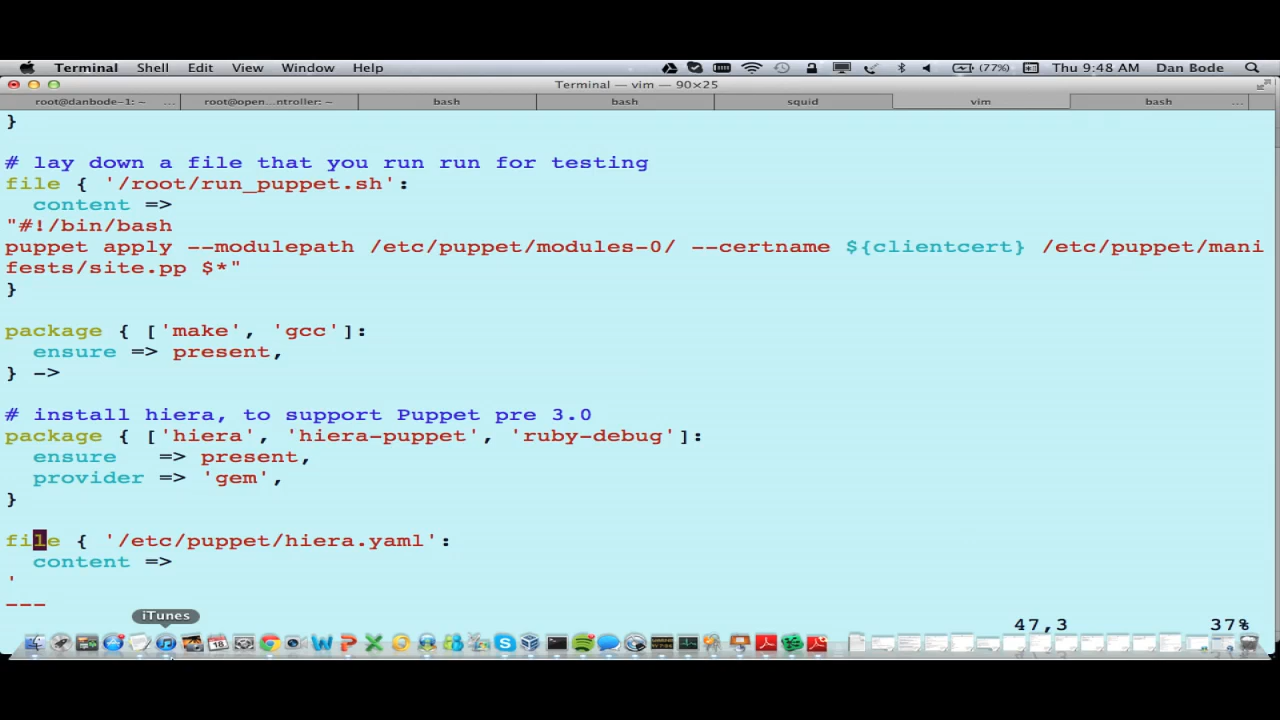 Terminal Shell Edit View Window Help (77%) Thu 9:48 AM Dan Bode
Terminal — vim — 90×25
root@danbode-1: ~ ... root@open...ntroller: ~ bash bash squid vim bash ...
}
# lay down a file that you run run for testing
file { '/root/run_puppet.sh':
  content =>
"#!/bin/bash
puppet apply --modulepath /etc/puppet/modules-0/ --certname ${clientcert} /etc/puppet/mani
fests/site.pp $*"
}
package { ['make', 'gcc']:
  ensure => present,
} ->
# install hiera, to support Puppet pre 3.0
package { ['hiera', 'hiera-puppet', 'ruby-debug']:
  ensure   => present,
  provider => 'gem',
}
file { '/etc/puppet/hiera.yaml':
  content =>
'
---
iTunes
47,3 37%
18